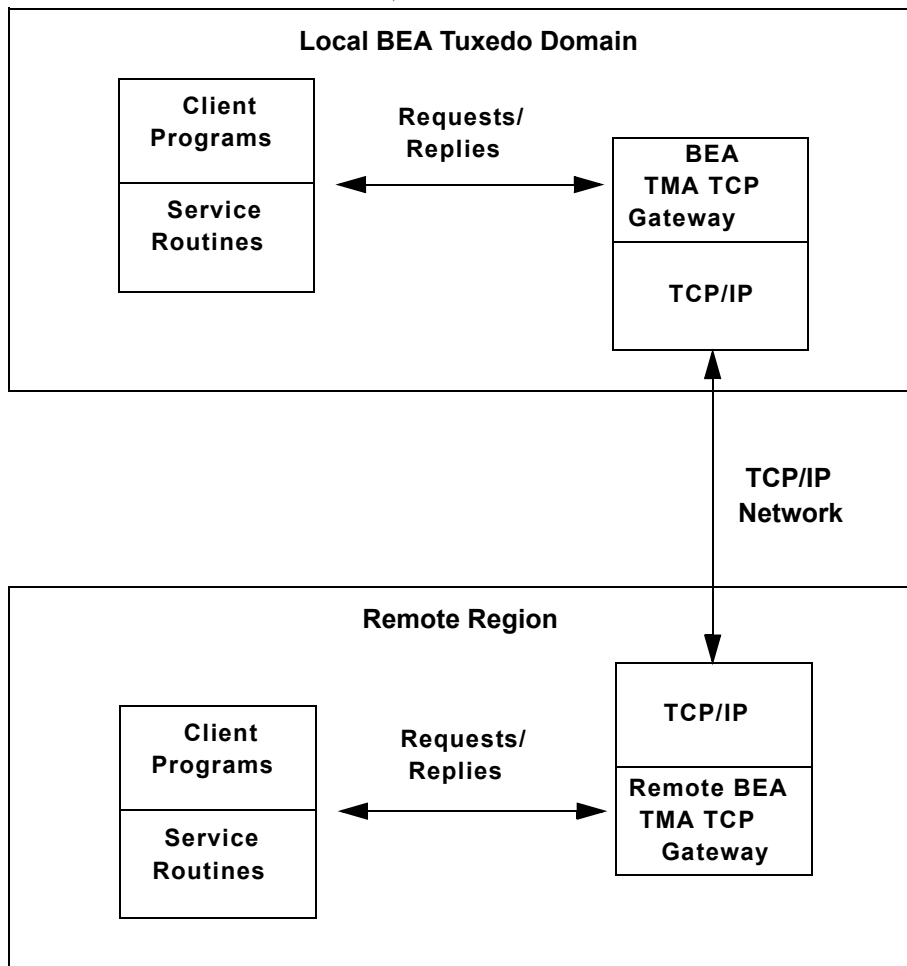 Local BEA Tuxedo Domain
Client
Programs
Service
Routines
Requests/
Replies
BEA
TMA TCP
Gateway
TCP/IP
TCP/IP
Network
Remote Region
Client
Programs
Service
Routines
Requests/
Replies
TCP/IP
Remote BEA
TMA TCP
Gateway